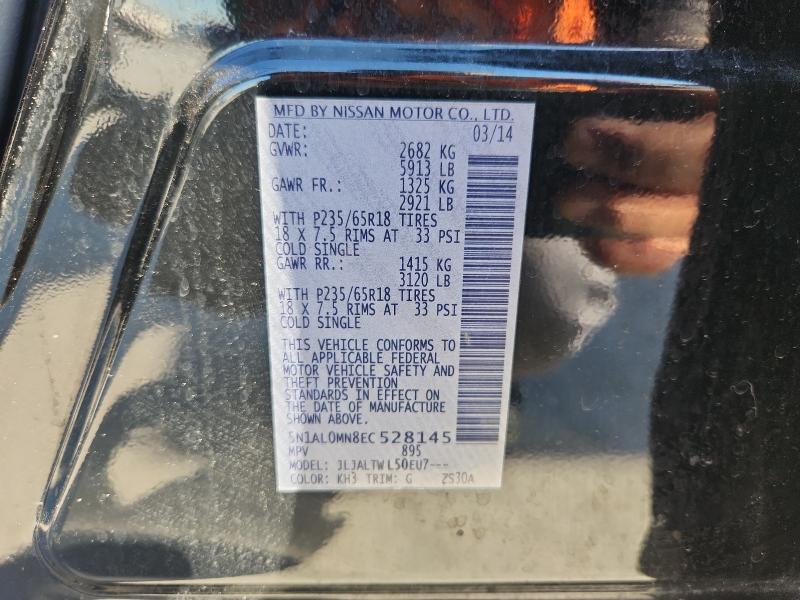 MFD BY NISSAN MOTOR CO., LTD.
DATE: 03/14
GVWR: 2682 KG
5913 LB
GAWR FR.: 1325 KG
2921 LB
WITH P235/65R18 TIRES
18 X 7.5 RIMS AT 33 PSI
COLD SINGLE
GAWR RR.: 1415 KG
3120 LB
WITH P235/65R18 TIRES
18 X 7.5 RIMS AT 33 PSI
COLD SINGLE
THIS VEHICLE CONFORMS TO
ALL APPLICABLE FEDERAL
MOTOR VEHICLE SAFETY AND
THEFT PREVENTION
STANDARDS IN EFFECT ON
THE DATE OF MANUFACTURE
SHOWN ABOVE.
5N1AL0MN8EC 528145
MPV 895
MODEL: JLJALTW L50EU7---
COLOR: KH3 TRIM: G ZS30A